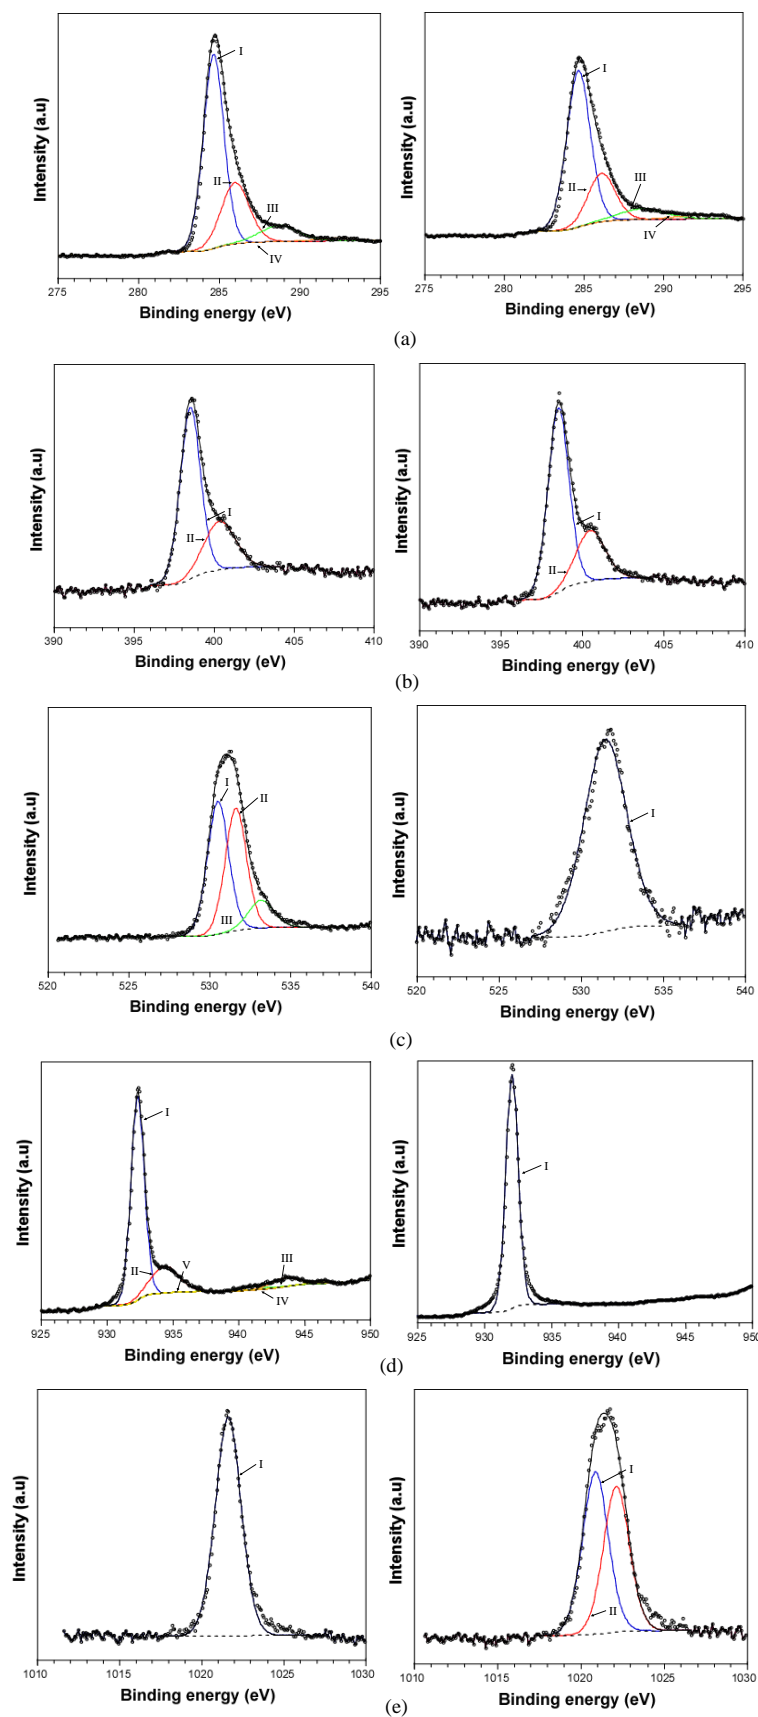 Intensity (a.u)
I
II
III
IV
275 280 285 290 295
Binding energy (eV)
Intensity (a.u)
I
II
III
IV
275 280 285 290 295
Binding energy (eV)
(a)
Intensity (a.u)
I
II
390 395 400 405 410
Binding energy (eV)
Intensity (a.u)
I
II
390 395 400 405 410
Binding energy (eV)
(b)
Intensity (a.u)
I
II
III
520 525 530 535 540
Binding energy (eV)
Intensity (a.u)
I
520 525 530 535 540
Binding energy (eV)
(c)
Intensity (a.u)
I
II
V
III
IV
925 930 935 940 945 950
Binding energy (eV)
Intensity (a.u)
I
925 930 935 940 945 950
Binding energy (eV)
(d)
Intensity (a.u)
I
1010 1015 1020 1025 1030
Binding energy (eV)
Intensity (a.u)
I
II
1010 1015 1020 1025 1030
Binding energy (eV)
(e)